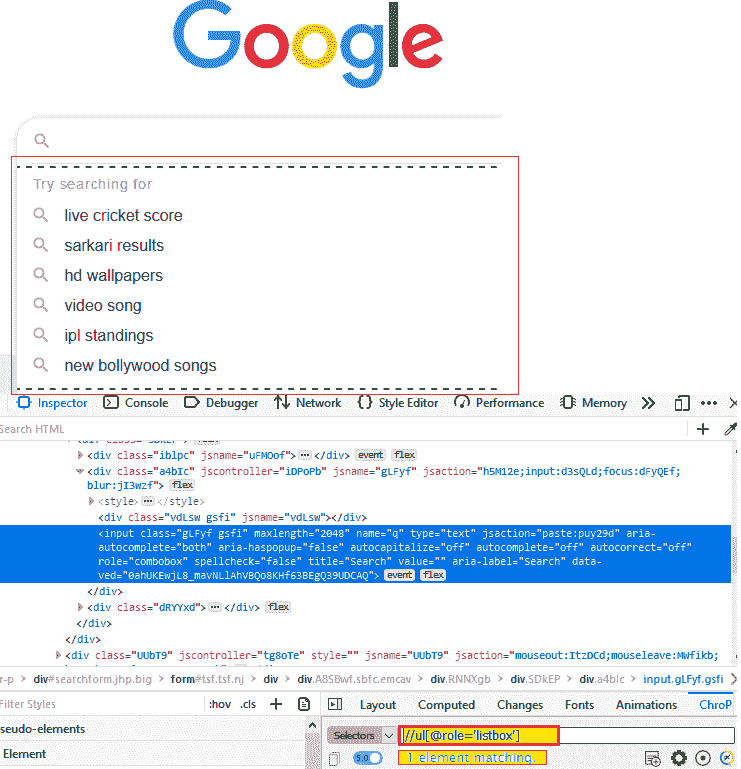 Google
Try searching for
live cricket score
sarkari results
hd wallpapers
video song
ipl standings
new bollywood songs
Inspector Console Debugger Network Style Editor Performance Memory
Search HTML
<div class="iblpc" jsname="uFMOof"> </div> event flex
<div class="a4bIc" jscontroller="iDPoPb" jsname="gLFyf" jsaction="h5M12e;input:d3sQLd;focus:dFyQEf;
blur:jI3wzf"> flex
<style> </style>
<div class="vdLsw gsfi" jsname="vdLsw"></div>
<input class="gLFyf gsfi" maxlength="2048" name="q" type="text" jsaction="paste:puy29d" aria-
autocomplete="both" aria-haspopup="false" autocapitalize="off" autocomplete="off" autocorrect="off"
role="combobox" spellcheck="false" title="Search" value="" aria-label="Search" data-
ved="0ahUKEwjL8_mavNLlAhVBQo8KHf63BEgQ39UDCAQ"> event flex
</div>
<div class="dRYYxd"> </div> flex
</div>
</div>
<div class="UUbT9" jscontroller="tg8oTe" style="" jsname="UUbT9" jsaction="mouseout:ItzDCd;mouseleave:MWfikb;
r-p div#searchform.jhp.big form#tsf.tsf.nj div div.A8SBwf.sbfc.emcav div.RNNXgb div.SDkEP div.a4bIc input.gLFyf.gsfi
Filter Styles :hov .cls + Layout Computed Changes Fonts Animations ChroP
seudo-elements Selectors //ul[@role='listbox']
Element 5.0 1 element matching.